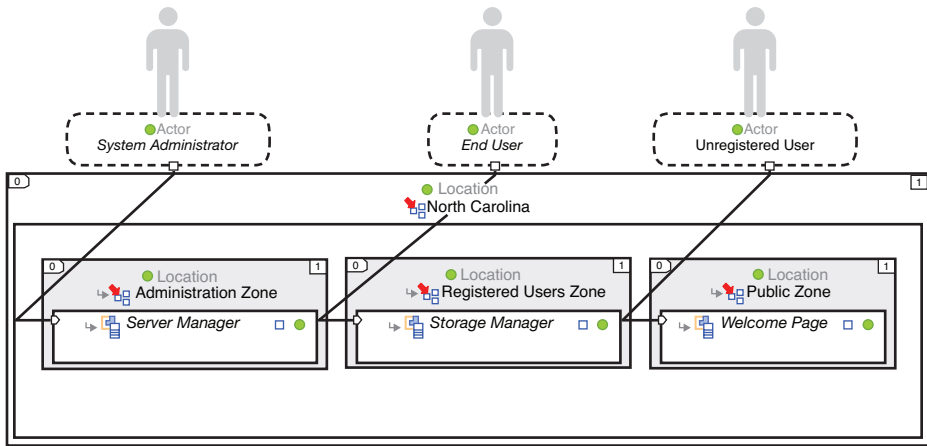 Actor
System Administrator
Actor
End User
Actor
Unregistered User
0
1
Location
North Carolina
0
1
Location
Administration Zone
Server Manager
0
1
Location
Registered Users Zone
Storage Manager
0
1
Location
Public Zone
Welcome Page